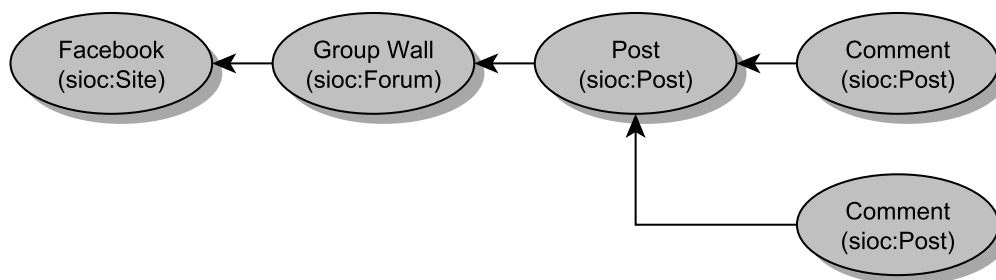 Facebook
(sioc:Site)
Group Wall
(sioc:Forum)
Post
(sioc:Post)
Comment
(sioc:Post)
Comment
(sioc:Post)